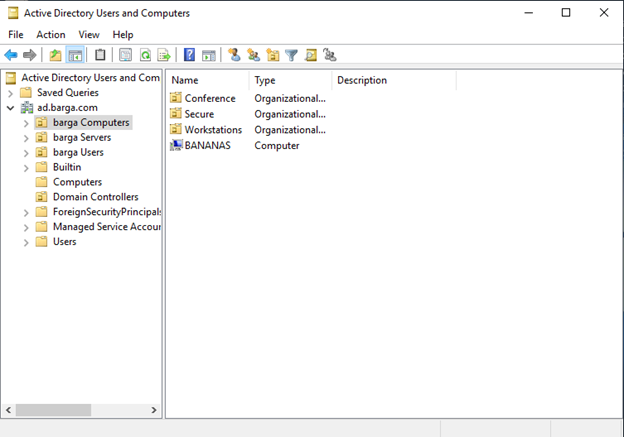 Active Directory Users and Computers
File Action View Help
Active Directory Users and Com
Saved Queries
ad.barga.com
barga Computers
barga Servers
barga Users
Builtin
Computers
Domain Controllers
ForeignSecurityPrincipals
Managed Service Accou
Users
Name Type Description
Conference Organizational...
Secure Organizational...
Workstations Organizational...
BANANAS Computer